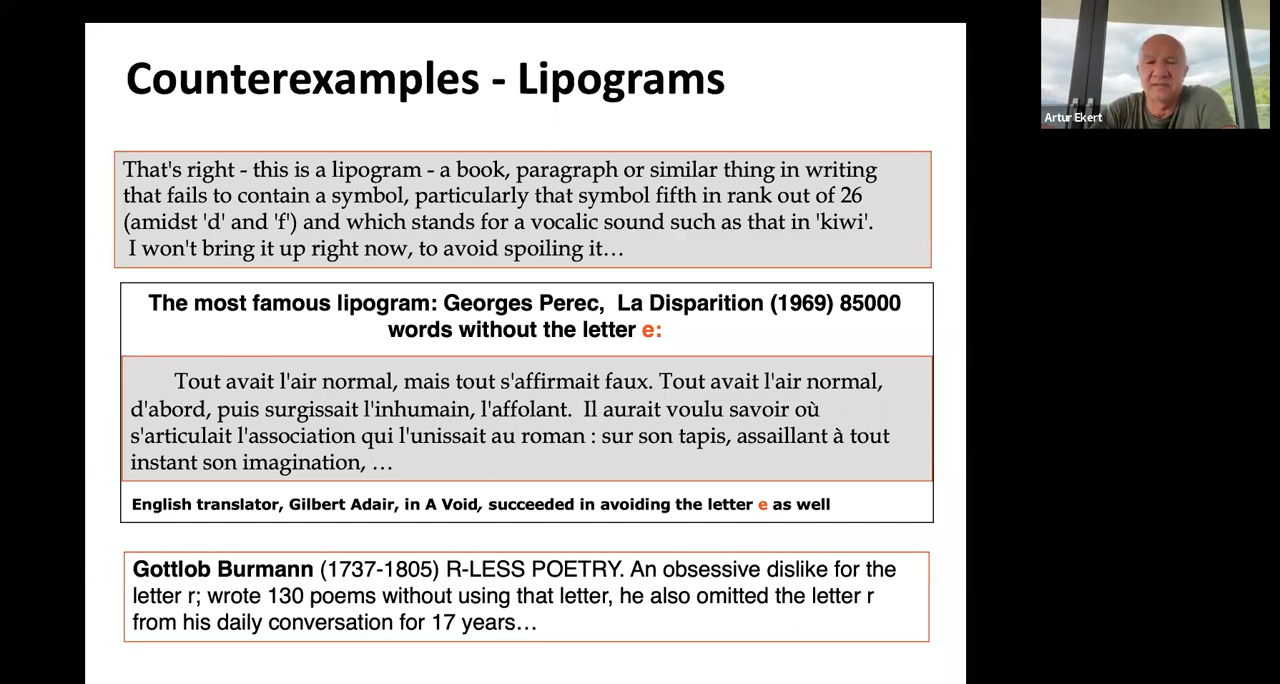 Counterexamples - Lipograms
Artur Ekert
That's right - this is a lipogram - a book, paragraph or similar thing in writing
that fails to contain a symbol, particularly that symbol fifth in rank out of 26
(amidst 'd' and 'f') and which stands for a vocalic sound such as that in 'kiwi'.
I won't bring it up right now, to avoid spoiling it…
The most famous lipogram: Georges Perec, La Disparition (1969) 85000
words without the letter e:
Tout avait l'air normal, mais tout s'affirmait faux. Tout avait l'air normal,
d'abord, puis surgissait l'inhumain, l'affolant. Il aurait voulu savoir où
s'articulait l'association qui l'unissait au roman : sur son tapis, assaillant à tout
instant son imagination, …
English translator, Gilbert Adair, in A Void, succeeded in avoiding the letter e as well
Gottlob Burmann (1737-1805) R-LESS POETRY. An obsessive dislike for the
letter r; wrote 130 poems without using that letter, he also omitted the letter r
from his daily conversation for 17 years…